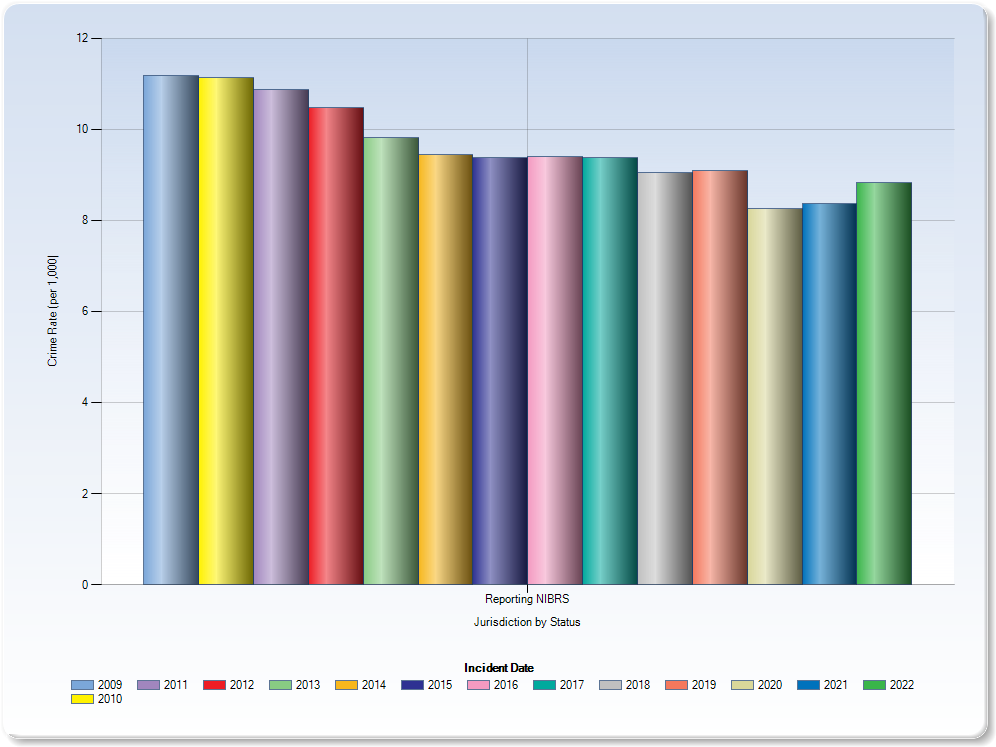 12
10
8
6
4
2
0
Crime Rate (per 1,000|
Reporting NIBRS
Jurisdiction by Status
Incident Date
2009 2011 2012 2013 2014 2015 2016 2017 2018 2019 2020 2021 2022
2010